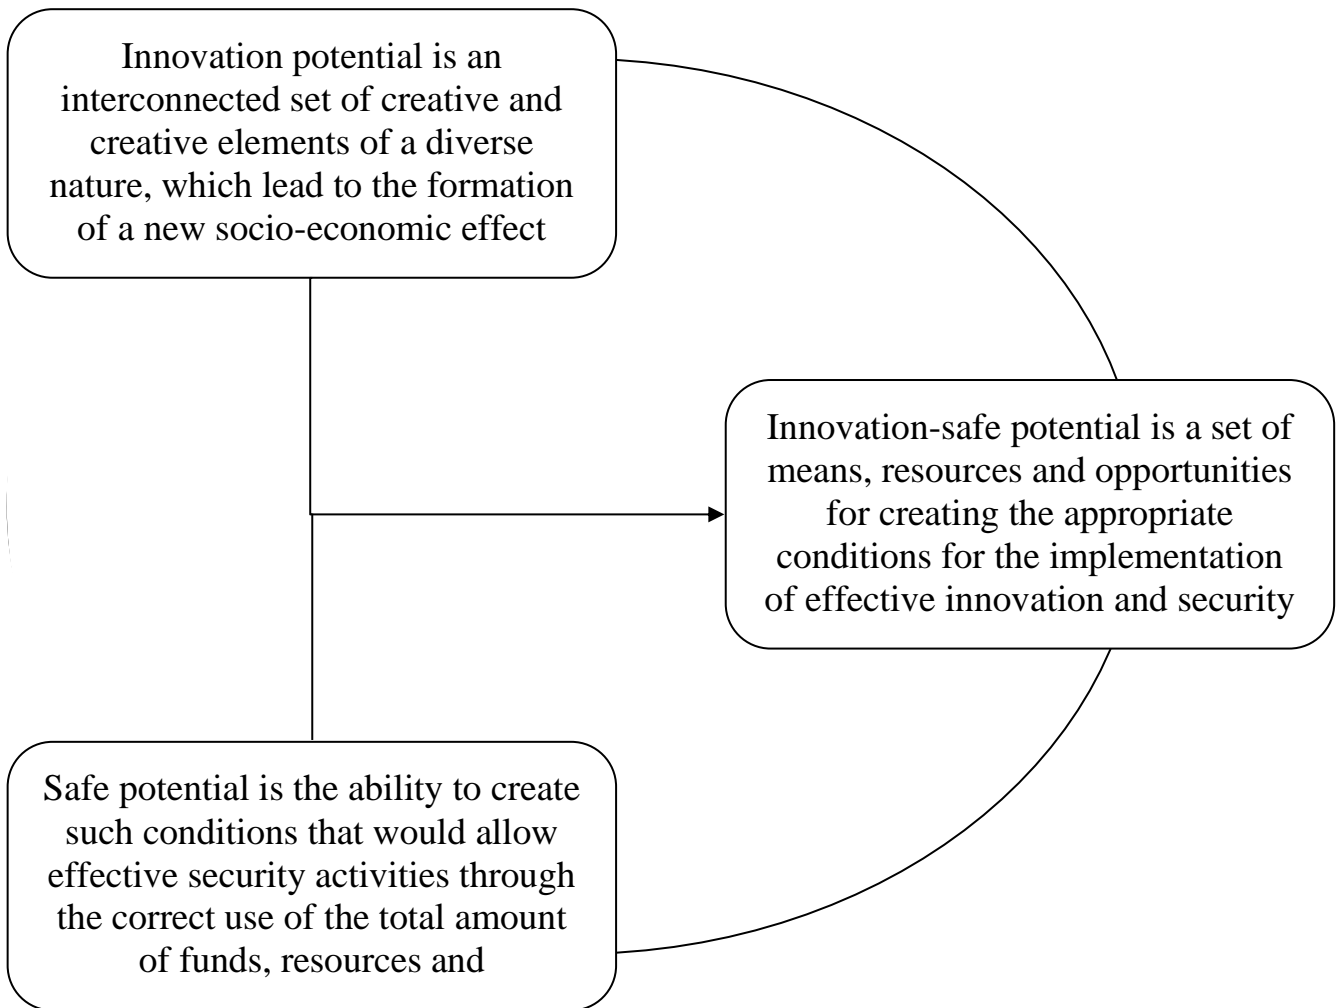 Innovation potential is an
interconnected set of creative and
creative elements of a diverse
nature, which lead to the formation
of a new socio-economic effect
Innovation-safe potential is a set of
means, resources and opportunities
for creating the appropriate
conditions for the implementation
of effective innovation and security
Safe potential is the ability to create
such conditions that would allow
effective security activities through
the correct use of the total amount
of funds, resources and